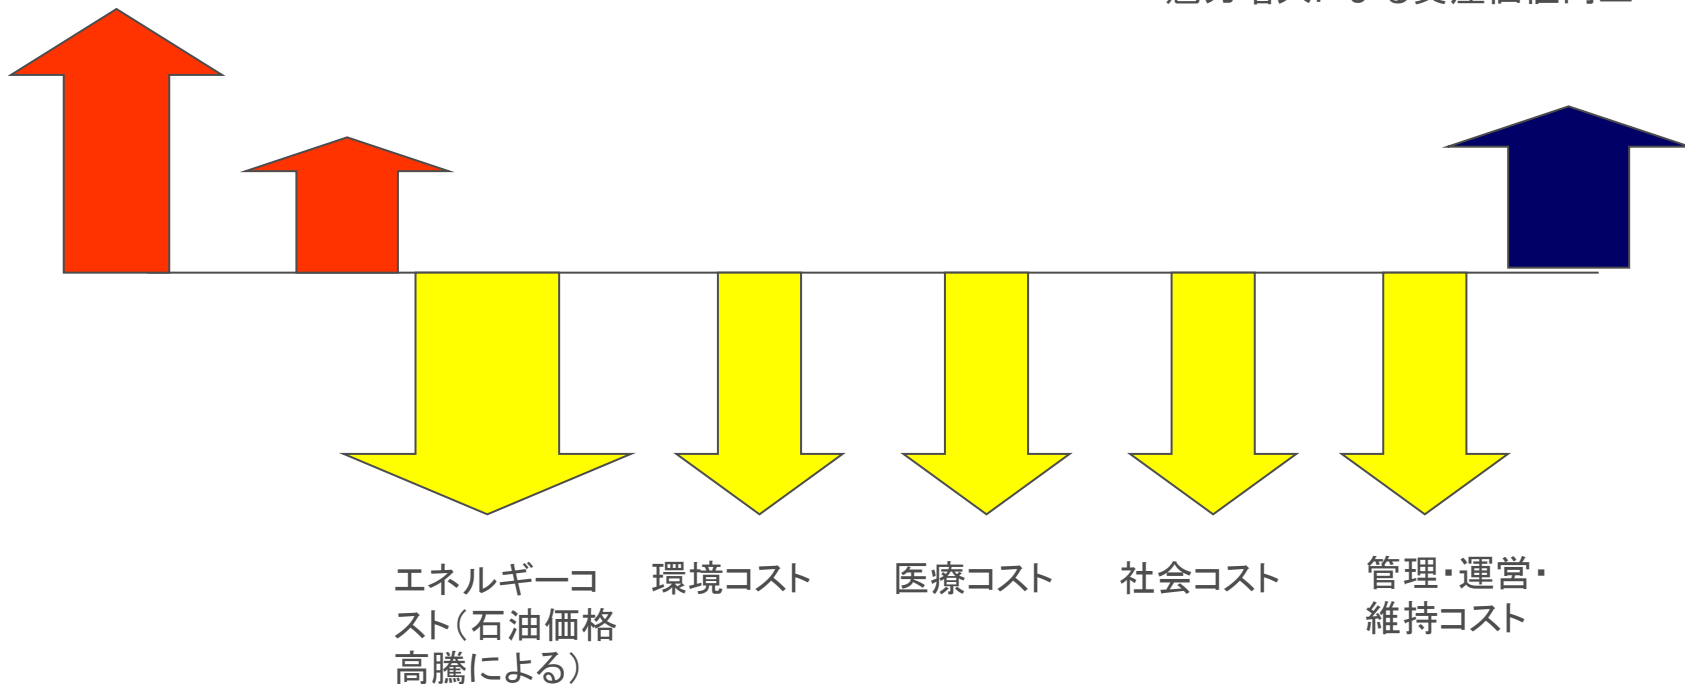 エネルギーコ
スト(石油価格
高騰による)
環境コスト
医療コスト
社会コスト
管理・運営・
維持コスト